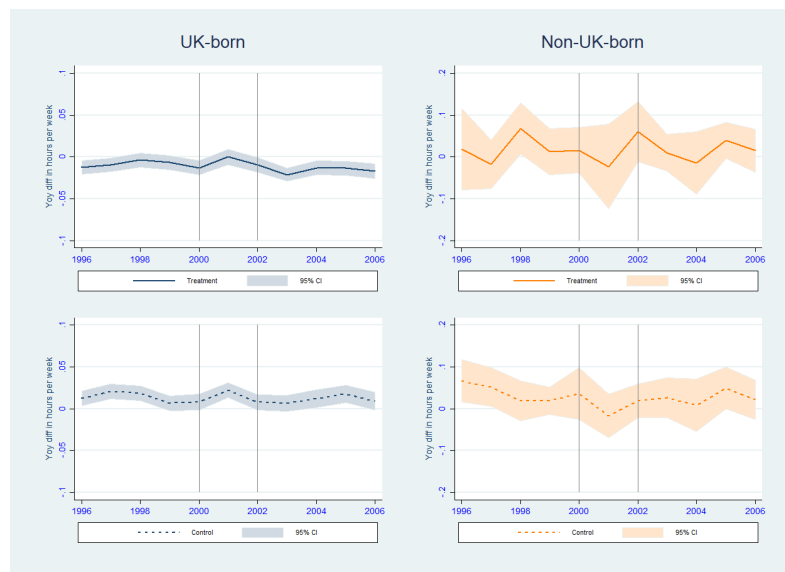 UK-born
Non-UK-born
Yoy diff in hours per week
.1
.05
0
-.05
-.1
1996 1998 2000 2002 2004 2006
Treatment 95% CI
Yoy diff in hours per week
.2
.1
0
-.1
-.2
1996 1998 2000 2002 2004 2006
Treatment 95% CI
Yoy diff in hours per week
.1
.05
0
-.05
-.1
1996 1998 2000 2002 2004 2006
Control 95% CI
Yoy diff in hours per week
.2
.1
0
-.1
-.2
1996 1998 2000 2002 2004 2006
Control 95% CI